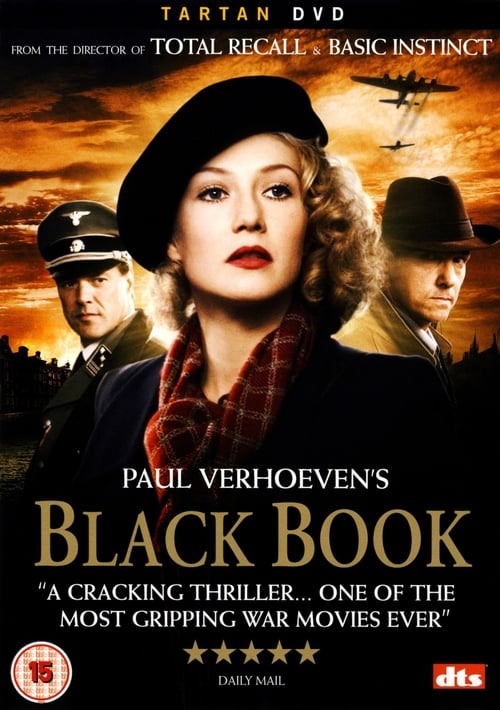 TARTAN DVD
FROM THE DIRECTOR OF TOTAL RECALL & BASIC INSTINCT
PAUL VERHOEVEN'S
BLACK BOOK
"A CRACKING THRILLER... ONE OF THE
MOST GRIPPING WAR MOVIES EVER"
DAILY MAIL
15
dts